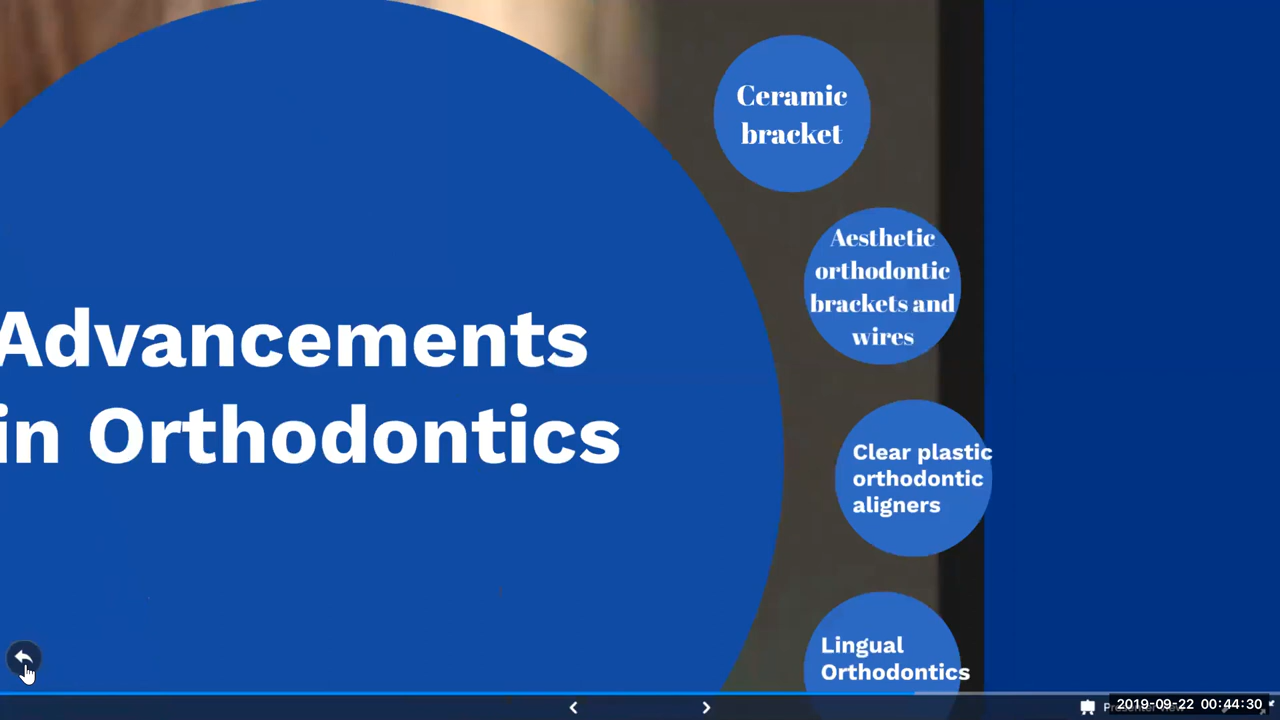 Advancements
in Orthodontics
Ceramic
bracket
Aesthetic
orthodontic
brackets and
wires
Clear plastic
orthodontic
aligners
Lingual
Orthodontics
2019-09-22 00:44:30